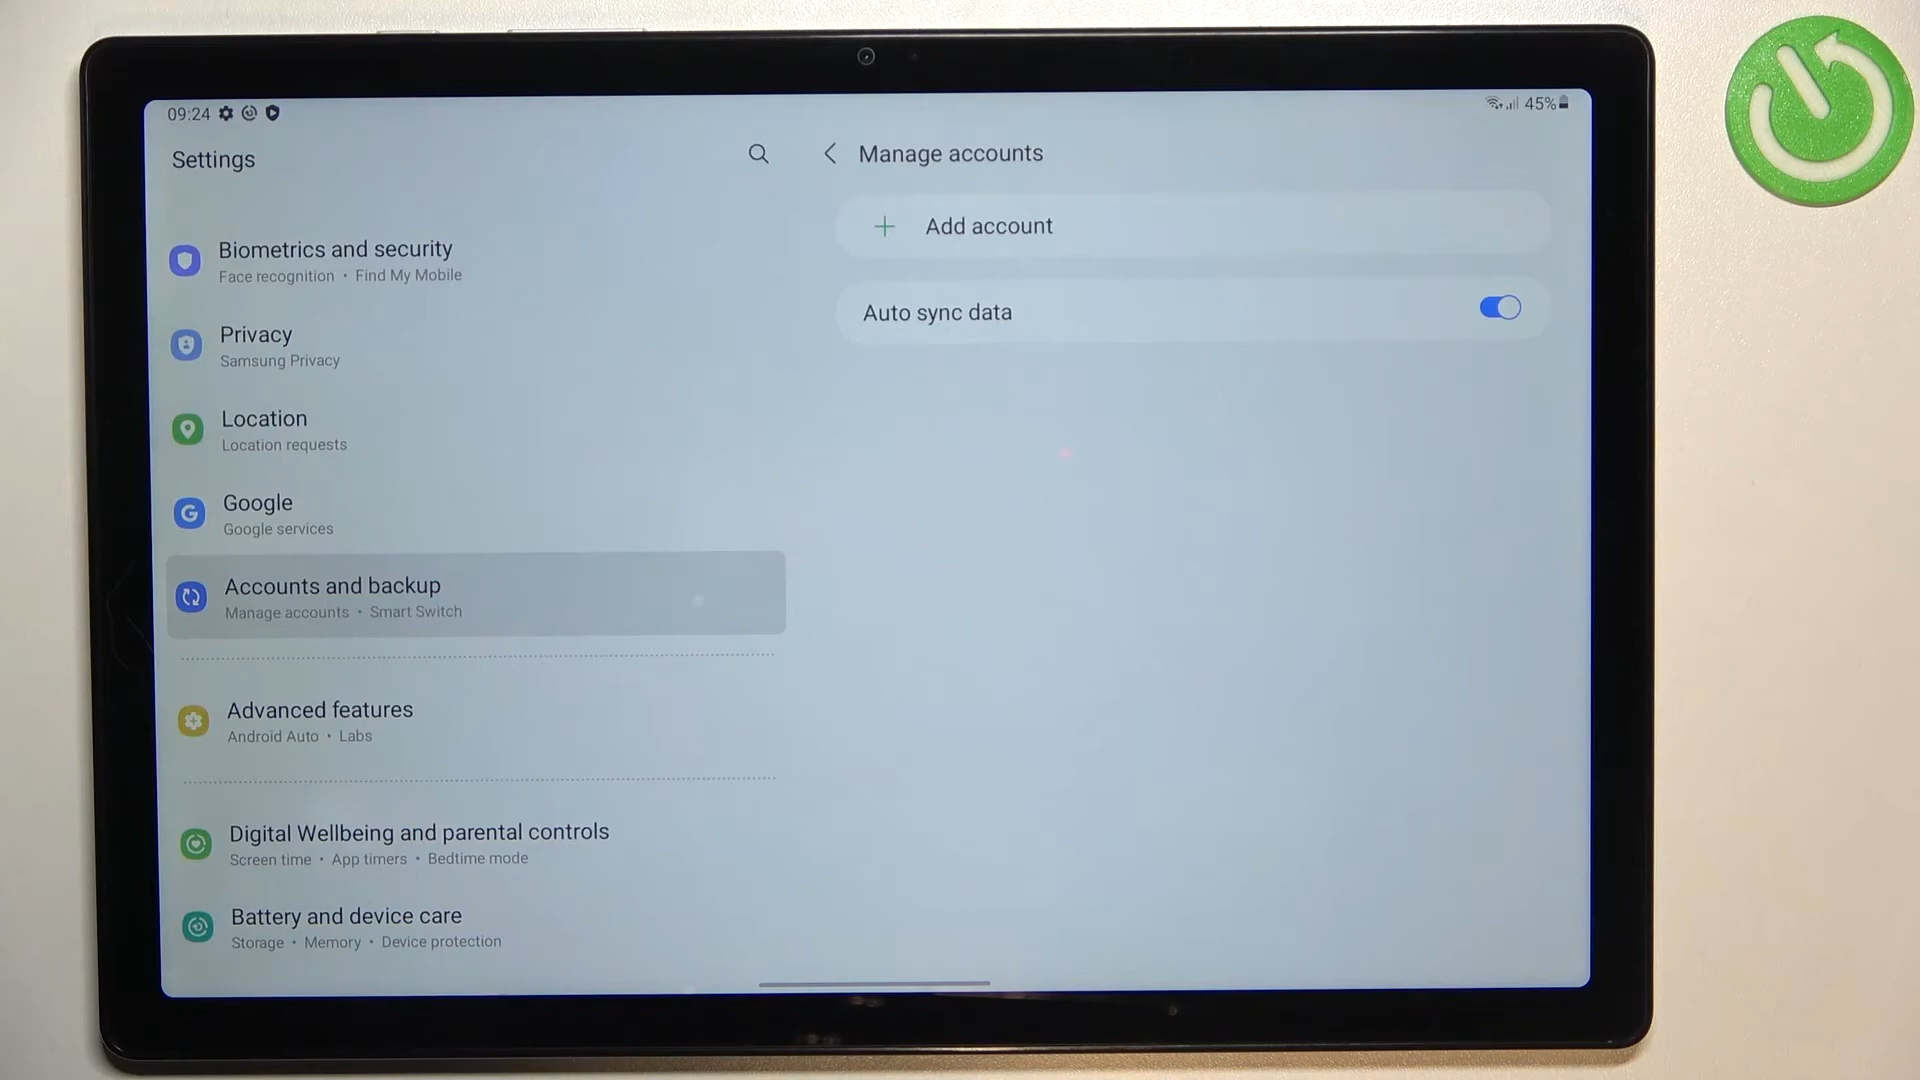 09:24
45%
Settings
Manage accounts
Add account
Auto sync data
Biometrics and security
Face recognition • Find My Mobile
Privacy
Samsung Privacy
Location
Location requests
G
Google
Google services
Accounts and backup
Manage accounts • Smart Switch
Advanced features
Android Auto • Labs
Digital Wellbeing and parental controls
Screen time • App timers • Bedtime mode
Battery and device care
Storage • Memory • Device protection